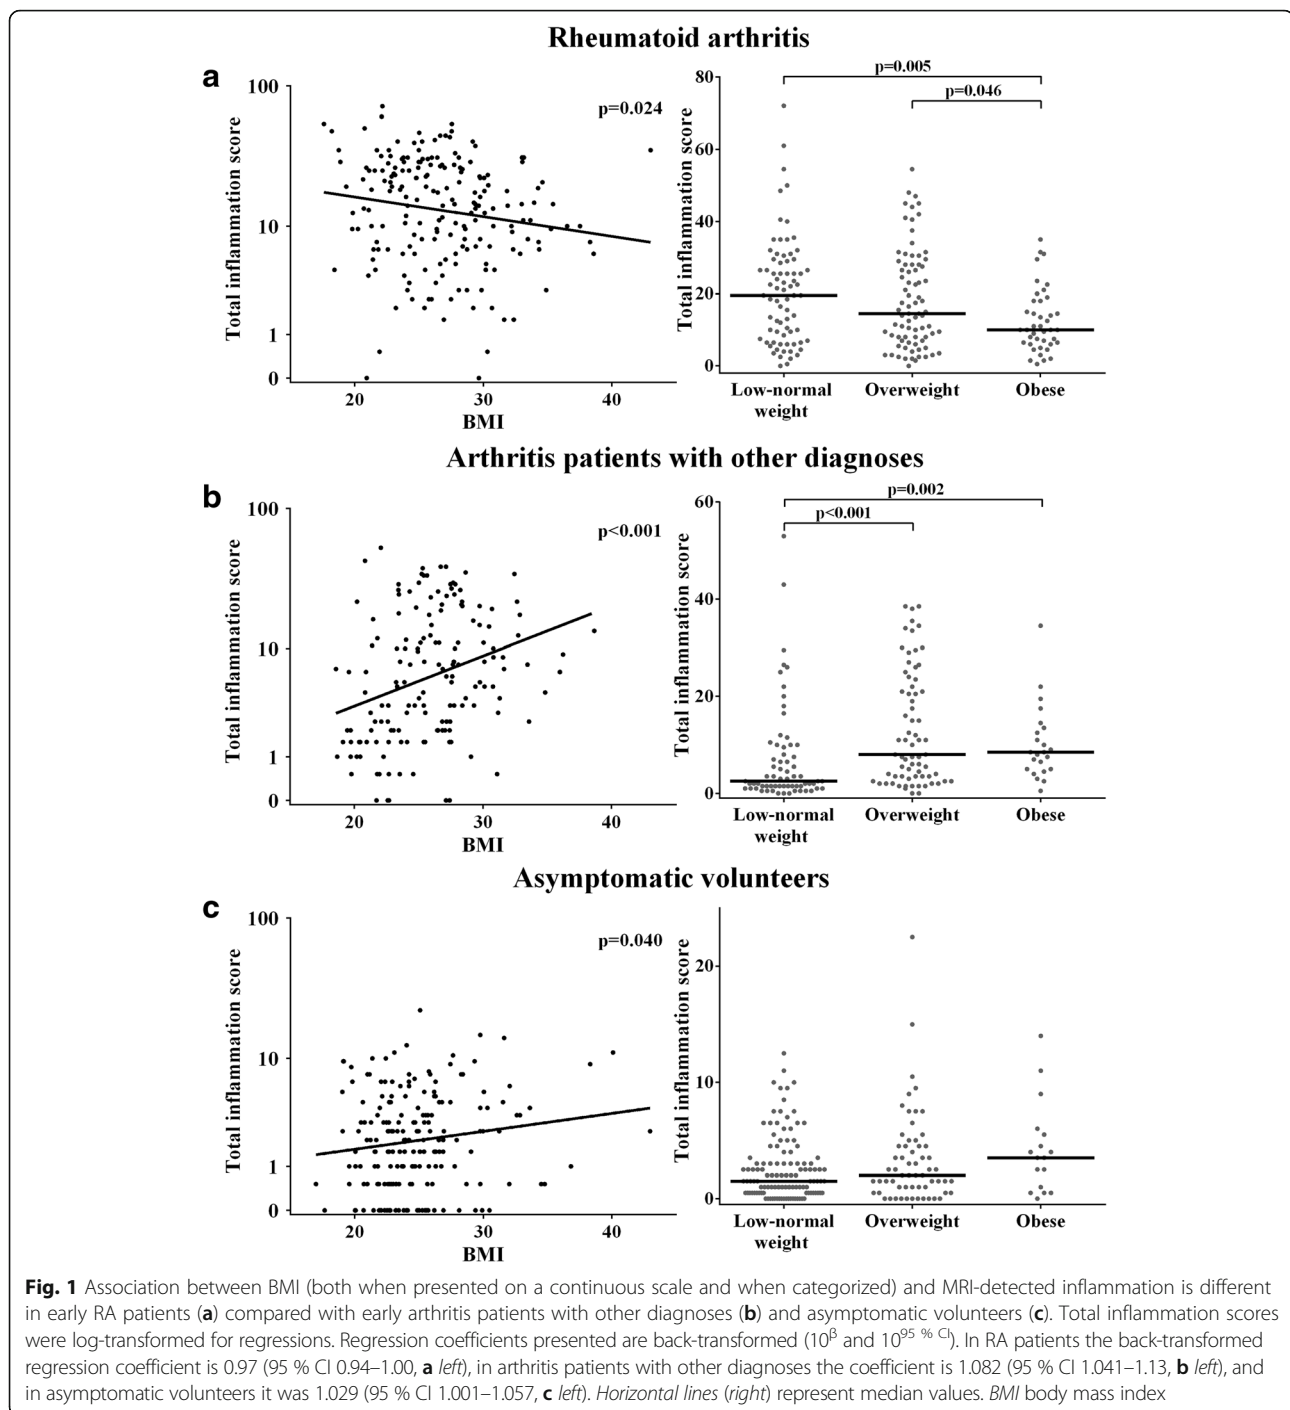 Rheumatoid arthritis
a
Total inflammation score
100
10
1
0
p=0.024
20 30 40
BMI
Total inflammation score
80
60
40
20
0
p=0.005
p=0.046
Low-normal weight
Overweight
Obese
Arthritis patients with other diagnoses
b
Total inflammation score
100
10
1
0
p<0.001
20 30 40
BMI
Total inflammation score
60
40
20
0
p=0.002
p<0.001
Low-normal weight
Overweight
Obese
Asymptomatic volunteers
c
Total inflammation score
100
10
1
0
p=0.040
20 30 40
BMI
Total inflammation score
20
10
0
Low-normal weight
Overweight
Obese
Fig. 1 Association between BMI (both when presented on a continuous scale and when categorized) and MRI-detected inflammation is different
in early RA patients (a) compared with early arthritis patients with other diagnoses (b) and asymptomatic volunteers (c). Total inflammation scores
were log-transformed for regressions. Regression coefficients presented are back-transformed (10^β and 10^95 % CI). In RA patients the back-transformed
regression coefficient is 0.97 (95 % CI 0.94–1.00, a left), in arthritis patients with other diagnoses the coefficient is 1.082 (95 % CI 1.041–1.13, b left), and
in asymptomatic volunteers it was 1.029 (95 % CI 1.001–1.057, c left). Horizontal lines (right) represent median values. BMI body mass index